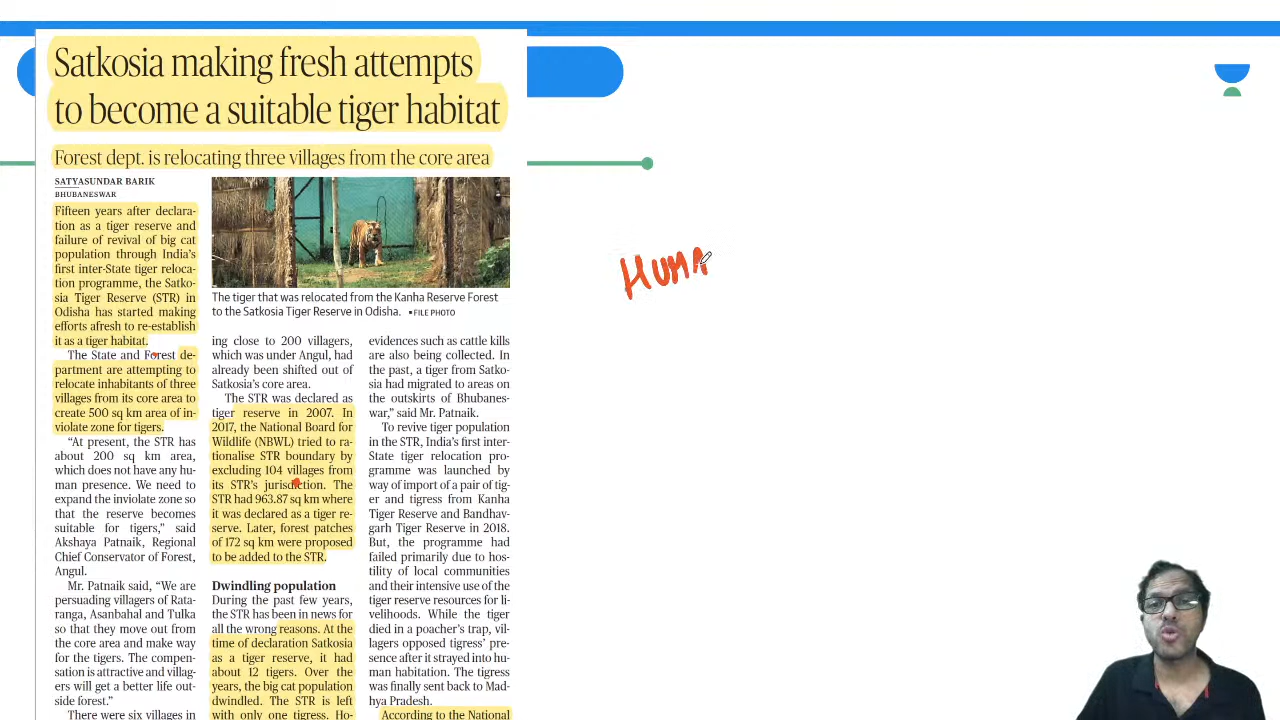 Satkosia making fresh attempts
to become a suitable tiger habitat
Forest dept. is relocating three villages from the core area
SATYASUNDAR BARIK
BHUBANESWAR
Fifteen years after declara-
tion as a tiger reserve and
failure of revival of big cat
population through India's
first inter-State tiger reloca-
tion programme, the Satko-
sia Tiger Reserve (STR) in
Odisha has started making
efforts afresh to re-establish
it as a tiger habitat.
The State and Forest de-
partment are attempting to
relocate inhabitants of three
villages from its core area to
create 500 sq km area of in-
violate zone for tigers.
"At present, the STR has
about 200 sq km area,
which does not have any hu-
man presence. We need to
expand the inviolate zone so
that the reserve becomes
suitable for tigers," said
Akshaya Patnaik, Regional
Chief Conservator of Forest,
Angul.
Mr. Patnaik said, "We are
persuading villagers of Rata-
ranga, Asanbahal and Tulka
so that they move out from
the core area and make way
for the tigers. The compen-
sation is attractive and villag-
ers will get a better life out-
side forest."
There were six villages in
The tiger that was relocated from the Kanha Reserve Forest
to the Satkosia Tiger Reserve in Odisha. ▪FILE PHOTO
ing close to 200 villagers,
which was under Angul, had
already been shifted out of
Satkosia's core area.
The STR was declared as
tiger reserve in 2007. In
2017, the National Board for
Wildlife (NBWL) tried to ra-
tionalise STR boundary by
excluding 104 villages from
its STR's jurisdiction. The
STR had 963.87 sq km where
it was declared as a tiger re-
serve. Later, forest patches
of 172 sq km were proposed
to be added to the STR.
Dwindling population
During the past few years,
the STR has been in news for
all the wrong reasons. At the
time of declaration Satkosia
as a tiger reserve, it had
about 12 tigers. Over the
years, the big cat population
dwindled. The STR is left
with only one tigress. Ho-
evidences such as cattle kills
are also being collected. In
the past, a tiger from Satko-
sia had migrated to areas on
the outskirts of Bhubanes-
war," said Mr. Patnaik.
To revive tiger population
in the STR, India's first inter-
State tiger relocation pro-
gramme was launched by
way of import of a pair of tig-
er and tigress from Kanha
Tiger Reserve and Bandhav-
garh Tiger Reserve in 2018.
But, the programme had
failed primarily due to hos-
tility of local communities
and their intensive use of the
tiger reserve resources for li-
velihoods. While the tiger
died in a poacher's trap, vil-
lagers opposed tigress' pre-
sence after it strayed into hu-
man habitation. The tigress
was finally sent back to Mad-
hya Pradesh.
According to the National
HUMA